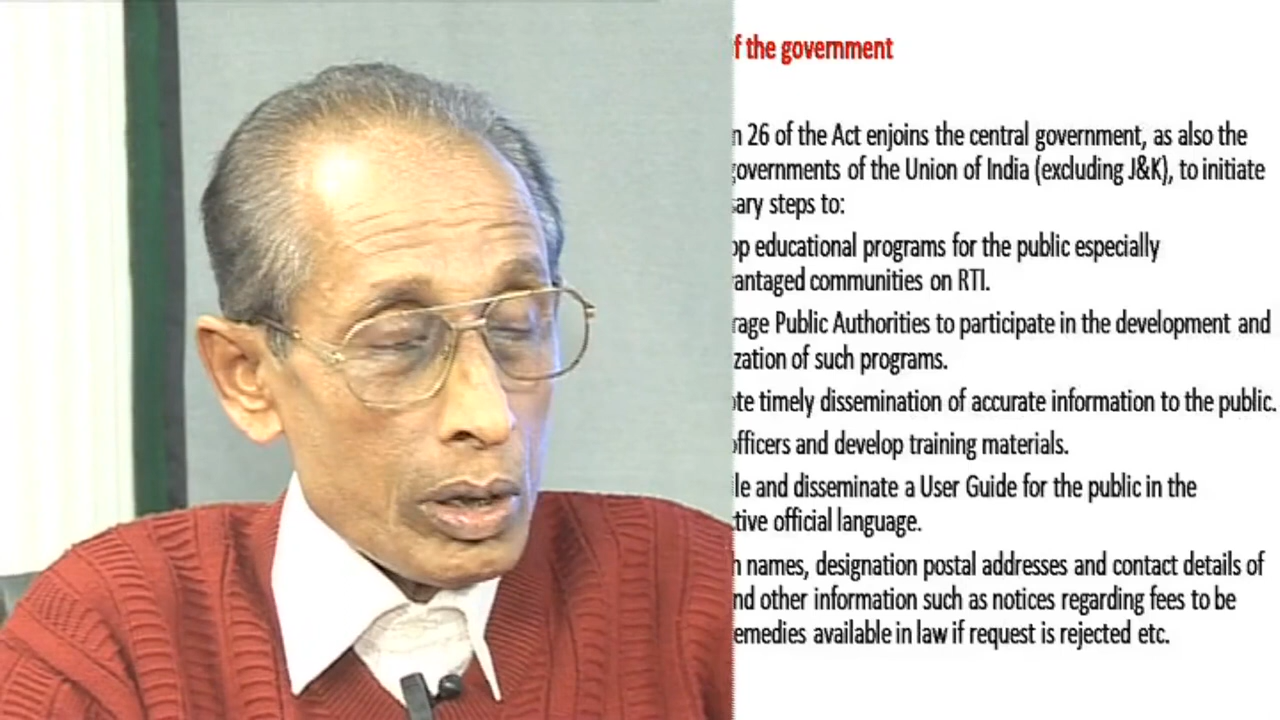 f the government
n 26 of the Act enjoins the central government, as also the
governments of the Union of India (excluding J&K), to initiate
sary steps to:
op educational programs for the public especially
vantaged communities on RTI.
rage Public Authorities to participate in the development and
zation of such programs.
ote timely dissemination of accurate information to the public.
officers and develop training materials.
ile and disseminate a User Guide for the public in the
ctive official language.
h names, designation postal addresses and contact details of
nd other information such as notices regarding fees to be
emedies available in law if request is rejected etc.